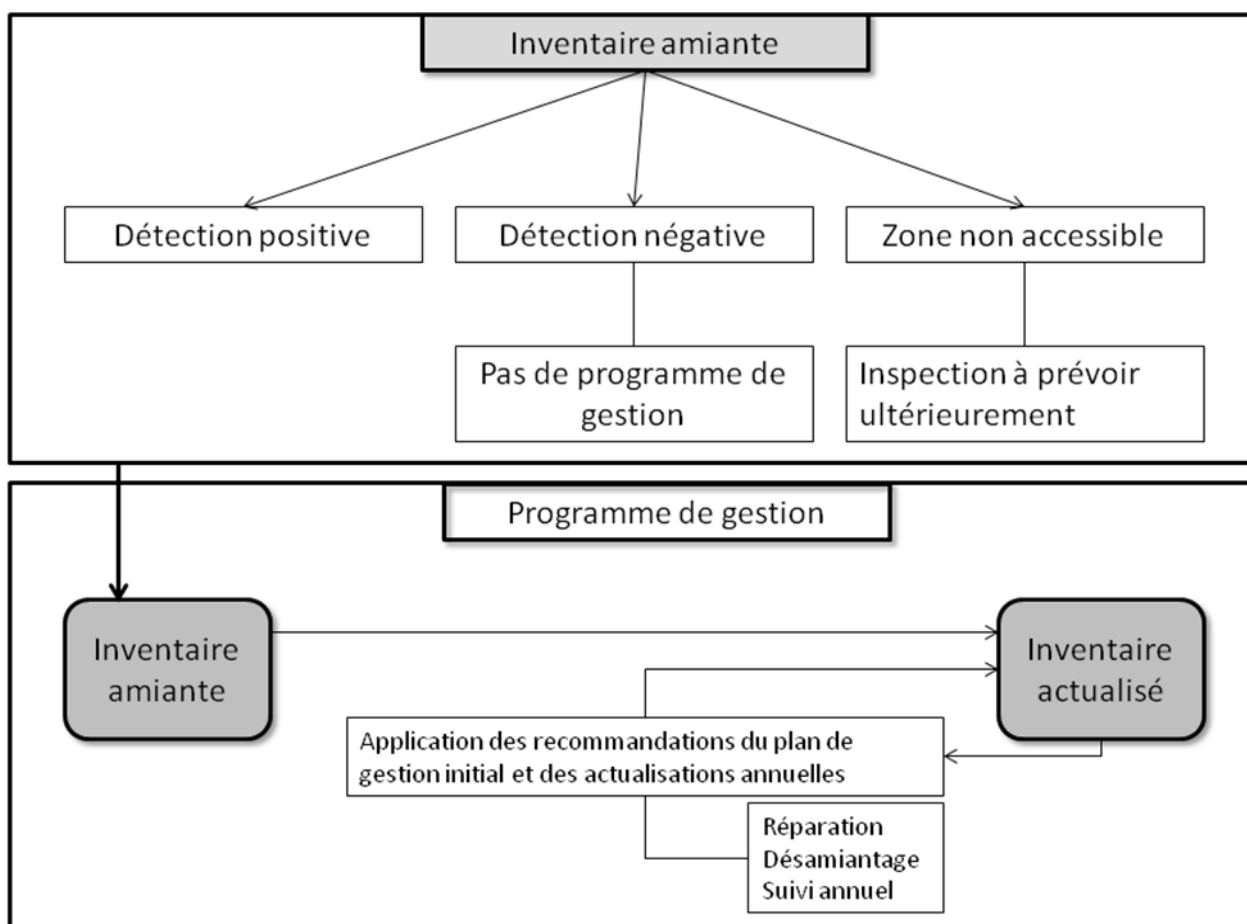 Inventaire amiante
Détection positive
Détection négative
Zone non accessible
Pas de programme de
gestion
Inspection à prévoir
ultérieurement
Programme de gestion
Inventaire
amiante
Inventaire
actualisé
Application des recommandations du plan de
gestion initial et des actualisations annuelles
Réparation
Désamiantage
Suivi annuel